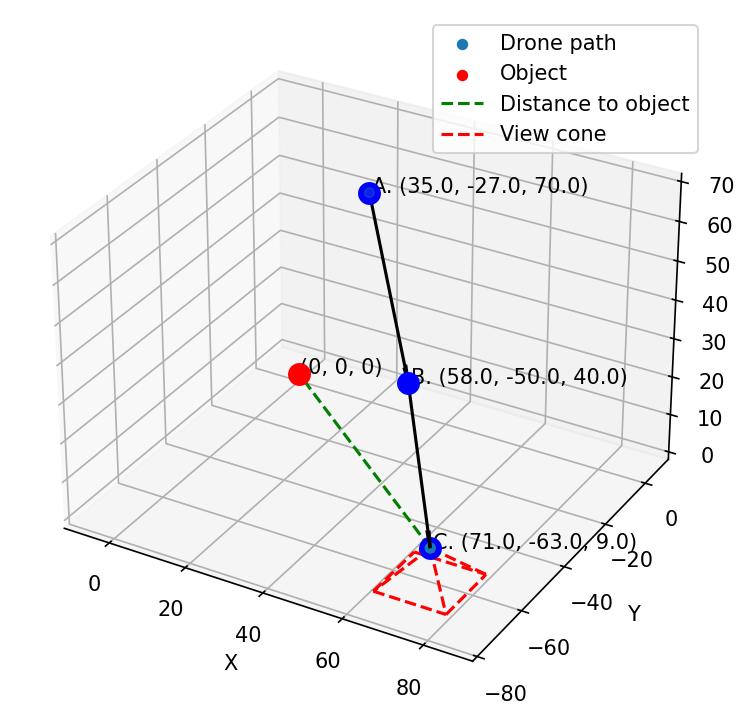 Drone path
Object
Distance to object
View cone
A. (35.0, -27.0, 70.0)
(0, 0, 0)
B. (58.0, -50.0, 40.0)
C. (71.0, -63.0, 9.0)
70
60
50
40
30
20
10
0
0
−20
−40
−60
−80
Y
0
20
40
60
80
X